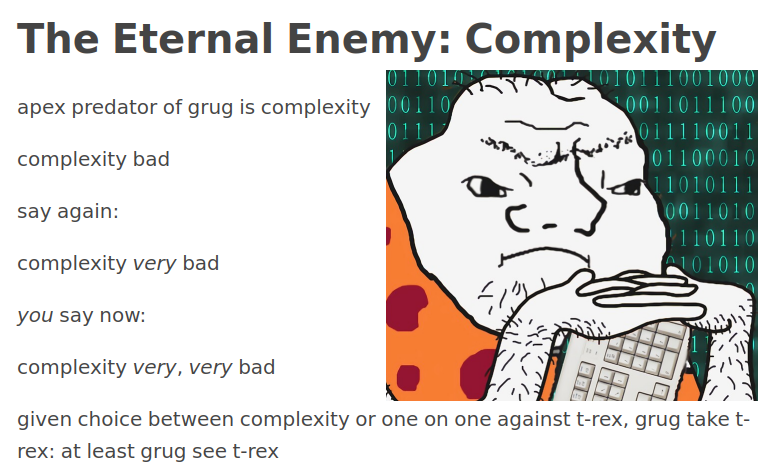 The Eternal Enemy: Complexity
apex predator of grug is complexity
complexity bad
say again:
complexity very bad
you say now:
complexity very, very bad
given choice between complexity or one on one against t-rex, grug take t-
rex: at least grug see t-rex